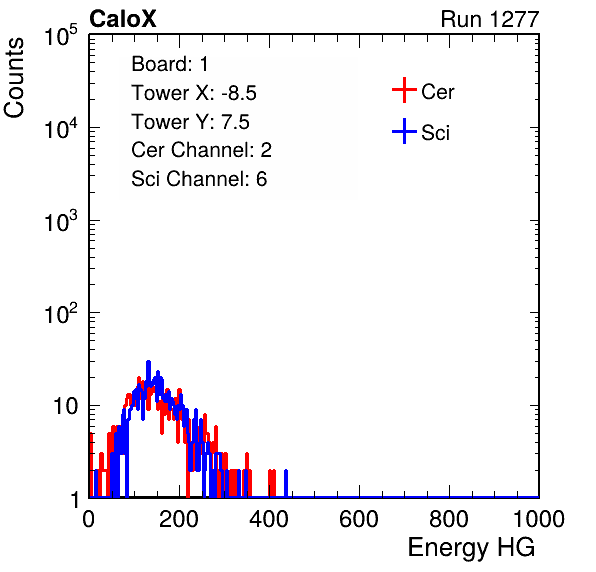 CaloX Run 1277
Counts
Board: 1
Tower X: -8.5
Tower Y: 7.5
Cer Channel: 2
Sci Channel: 6
Cer
Sci
10^5
10^4
10^3
10^2
10
1
0 200 400 600 800 1000
Energy HG